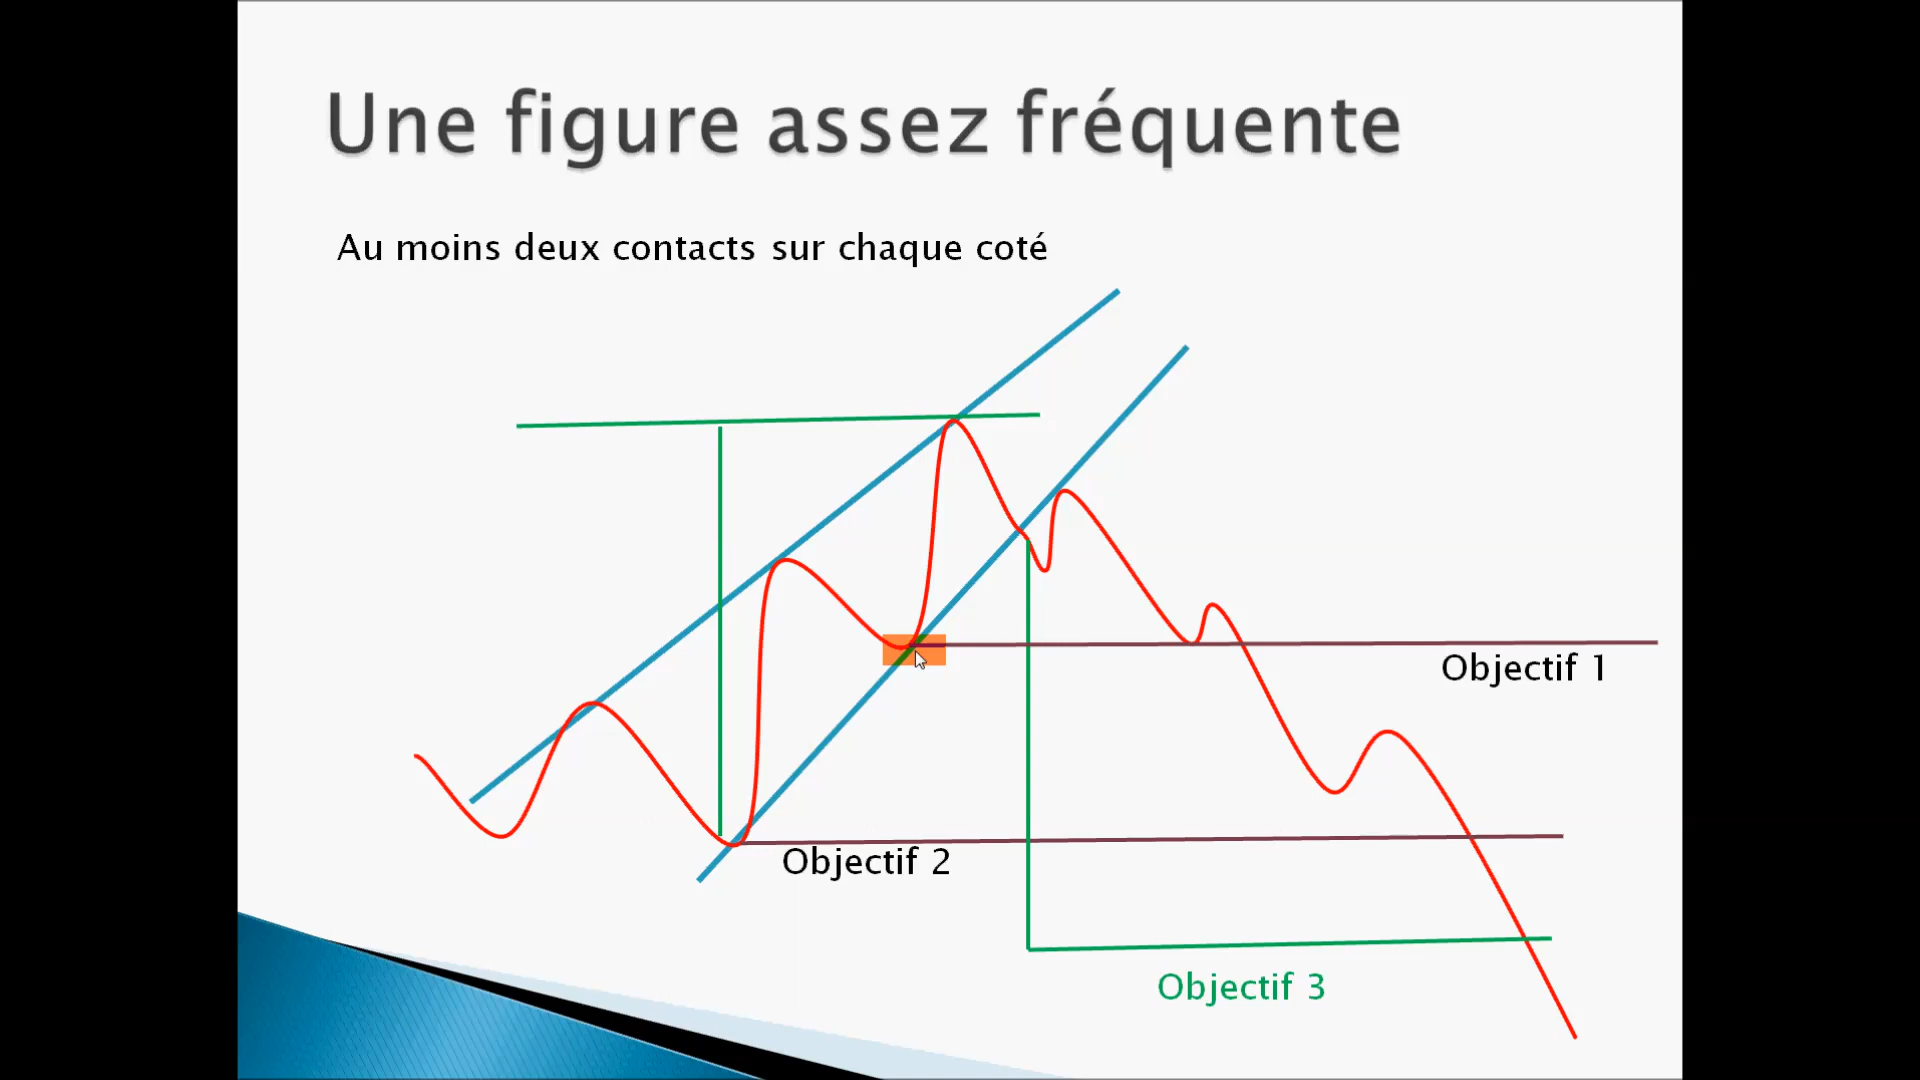 Une figure assez fréquente
Au moins deux contacts sur chaque coté
Objectif 1
Objectif 2
Objectif 3